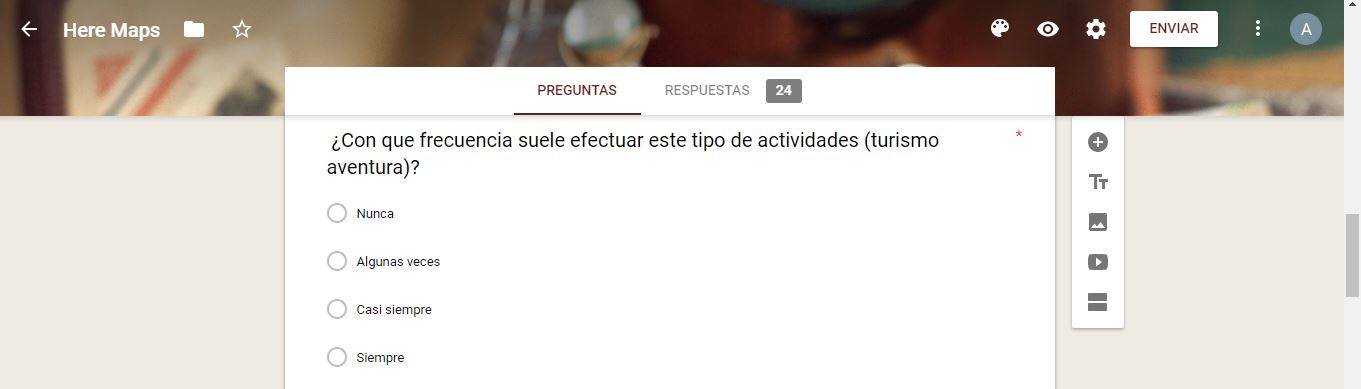 Here Maps
ENVIAR
A
PREGUNTAS
RESPUESTAS
24
¿Con que frecuencia suele efectuar este tipo de actividades (turismo
aventura)?
*
Nunca
Algunas veces
Casi siempre
Siempre